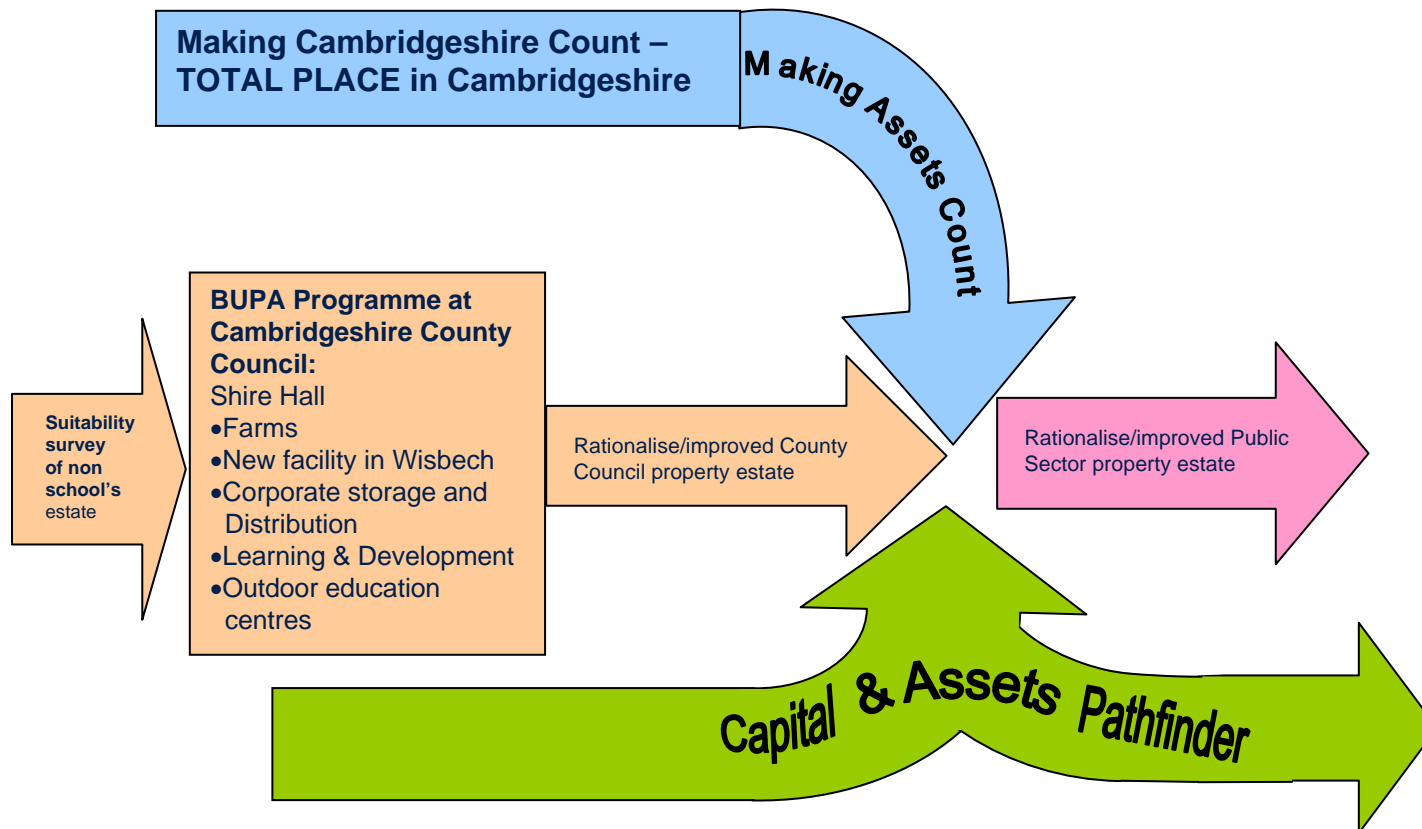 Making Cambridgeshire Count –
TOTAL PLACE in Cambridgeshire
Making Assets Count
Suitability
survey
of non
school’s
estate
BUPA Programme at
Cambridgeshire County
Council:
Shire Hall
•Farms
•New facility in Wisbech
•Corporate storage and
Distribution
•Learning & Development
•Outdoor education
centres
Rationalise/improved County
Council property estate
Rationalise/improved Public
Sector property estate
Capital & Assets Pathfinder